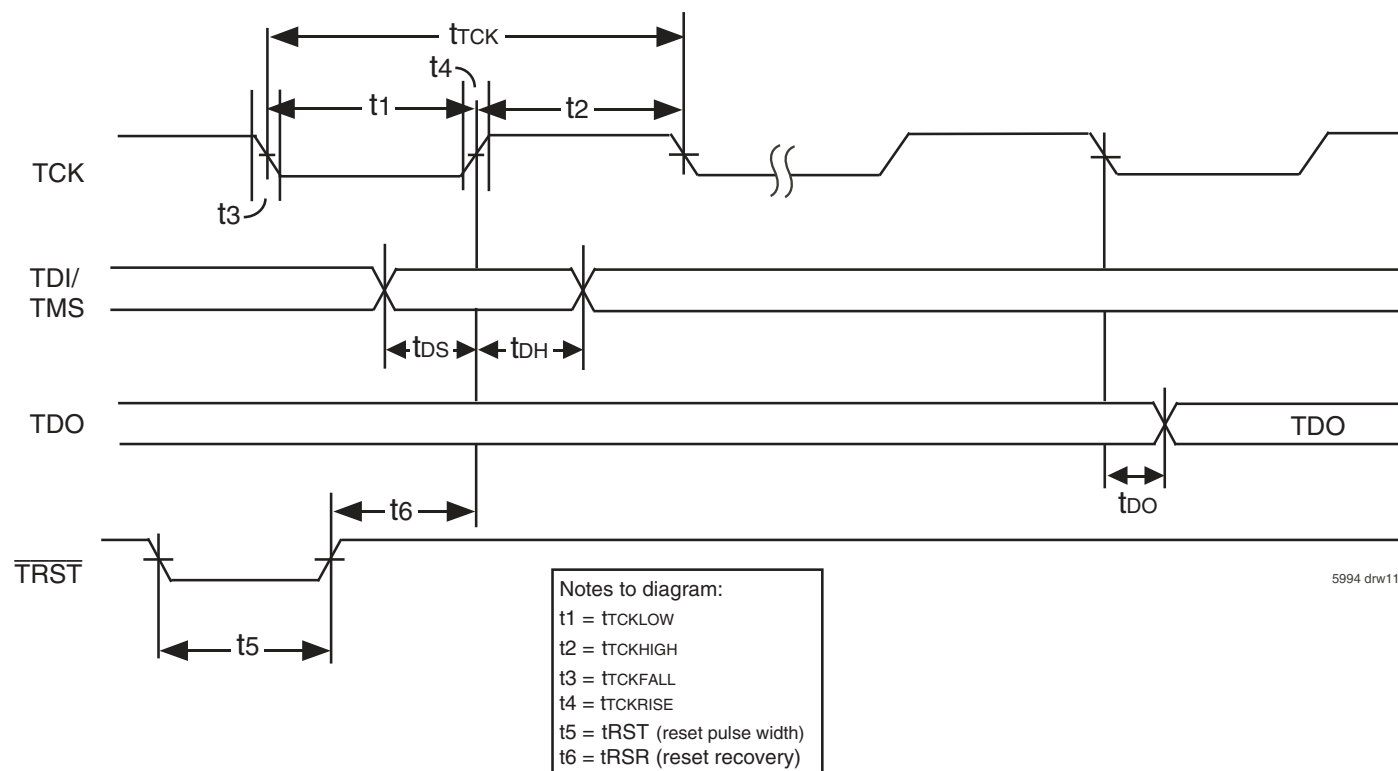 tTCK
t4
t1
t2
TCK
t3
TDI/
TMS
tDS
tDH
TDO
TDO
tDO
t6
TRST
5994 drw11
t5
Notes to diagram:
t1 = tTCKLOW
t2 = tTCKHIGH
t3 = tTCKFALL
t4 = tTCKRISE
t5 = tRST (reset pulse width)
t6 = tRSR (reset recovery)